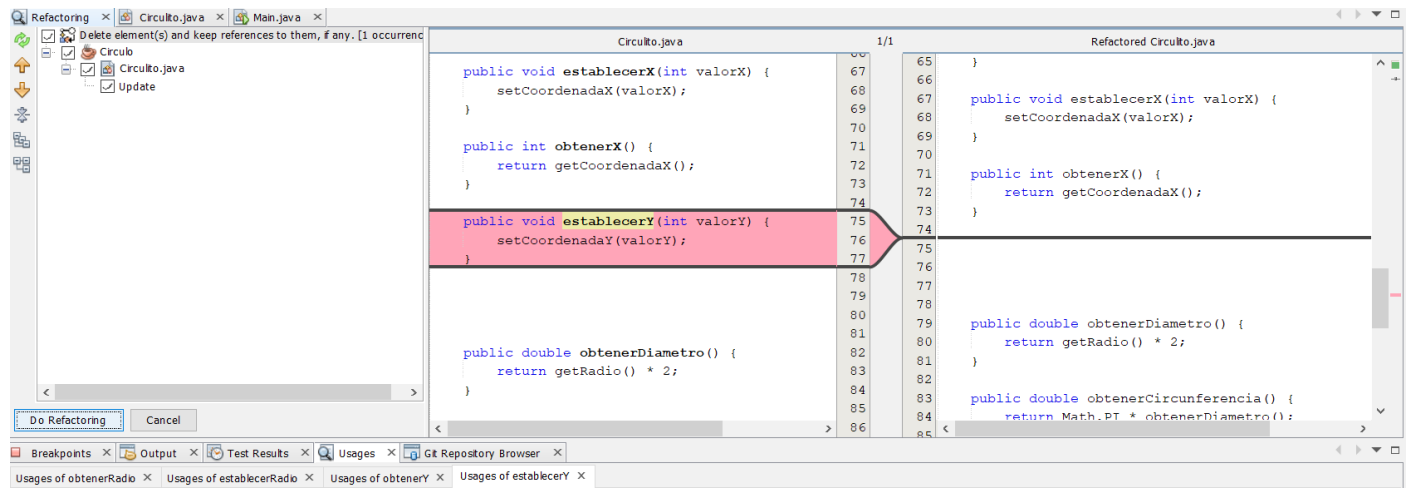 Refactoring × Circulito.java × Main.java ×
Delete element(s) and keep references to them, if any. [1 occurrenc
Circulo
Circulito.java
Update
Do Refactoring Cancel
Circulito.java 1/1 Refactored Circulito.java
67 public void establecerX(int valorX) {
68 setCoordenadaX(valorX);
69 }
70
71 public int obtenerX() {
72 return getCoordenadaX();
73 }
74
75 public void establecerY(int valorY) {
76 setCoordenadaY(valorY);
77 }
78
79
80
81
82 public double obtenerDiametro() {
83 return getRadio() * 2;
84 }
85
86
65 }
66
67 public void establecerX(int valorX) {
68 setCoordenadaX(valorX);
69 }
70
71 public int obtenerX() {
72 return getCoordenadaX();
73 }
74
75
76
77
78
79 public double obtenerDiametro() {
80 return getRadio() * 2;
81 }
82
83 public double obtenerCircunferencia() {
84 return Math.PI * obtenerDiametro();
85
Breakpoints × Output × Test Results × Usages × Git Repository Browser ×
Usages of obtenerRadio × Usages of establecerRadio × Usages of obtenerY × Usages of establecerY ×